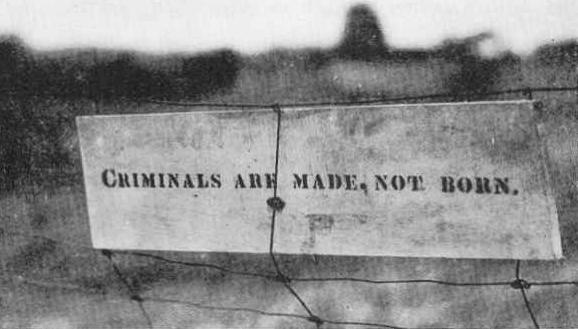 CRIMINALS ARE MADE, NOT BORN.